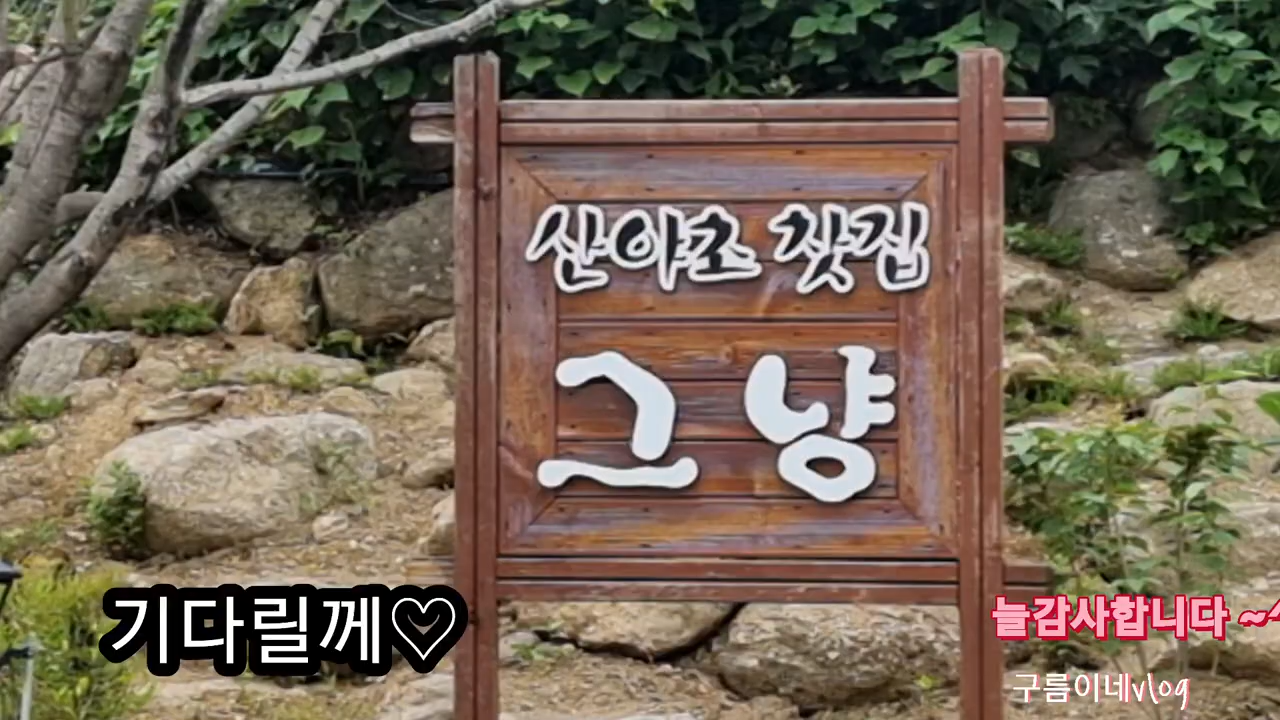 산야초 찻집
그냥
기다릴께♡
늘감사합니다 ~^
구름이네vlog